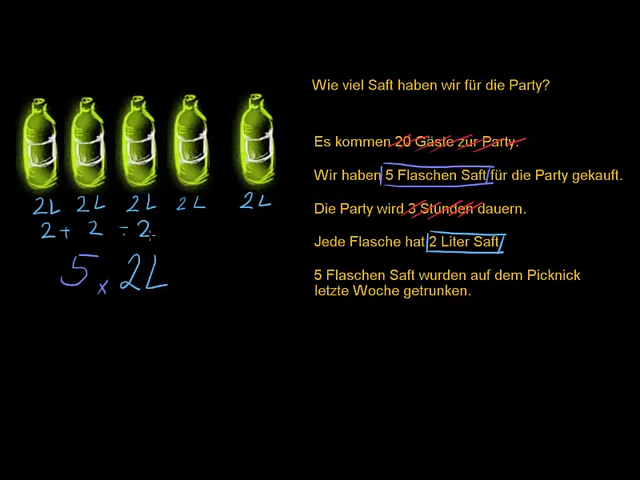 Wie viel Saft haben wir für die Party?
Es kommen 20 Gäste zur Party.
Wir haben 5 Flaschen Saft für die Party gekauft.
Die Party wird 3 Stunden dauern.
Jede Flasche hat 2 Liter Saft
5 Flaschen Saft wurden auf dem Picknick
letzte Woche getrunken.
2L 2L 2L 2L 2L
2 + 2 + 2
5 x 2L